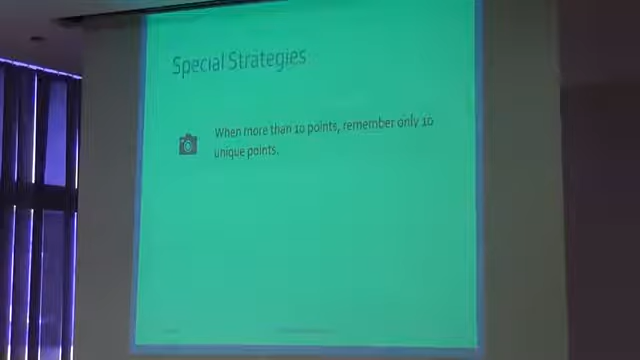 Special Strategies
When more than 10 points, remember only 10
unique points.